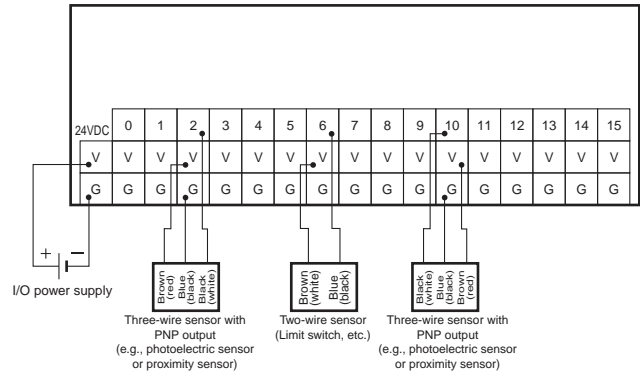 24VDC 0 1 2 3 4 5 6 7 8 9 10 11 12 13 14 15
V V V V V V V V V V V V V V V V V
G G G G G G G G G G G G G G G G G
+ −
I/O power supply
Brown
(red)
Blue
(black)
Black
(white)
Three-wire sensor with
PNP output
(e.g., photoelectric sensor
or proximity sensor)
Brown
(white)
Blue
(black)
Two-wire sensor
(Limit switch, etc.)
Black
(white)
Blue
(black)
Brown
(red)
Three-wire sensor with
PNP output
(e.g., photoelectric sensor
or proximity sensor)